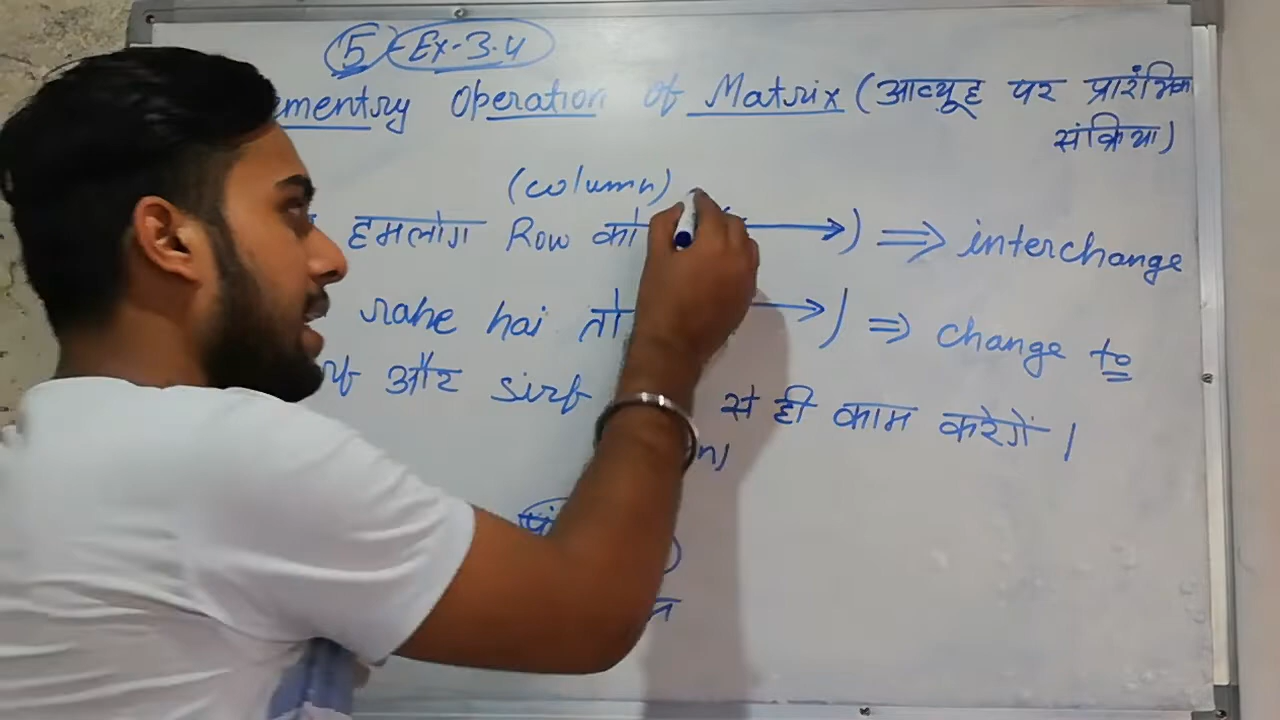 5 Ex-3.4
ementry Operation of Matrix (आव्यूह पर प्रारंभिक
संक्रिया)
(column)
हमलोग Row को ⟶) ⇒ interchange
rahe hai तो ⟶) ⇒ change to
और sirf से ही काम करेगें ।